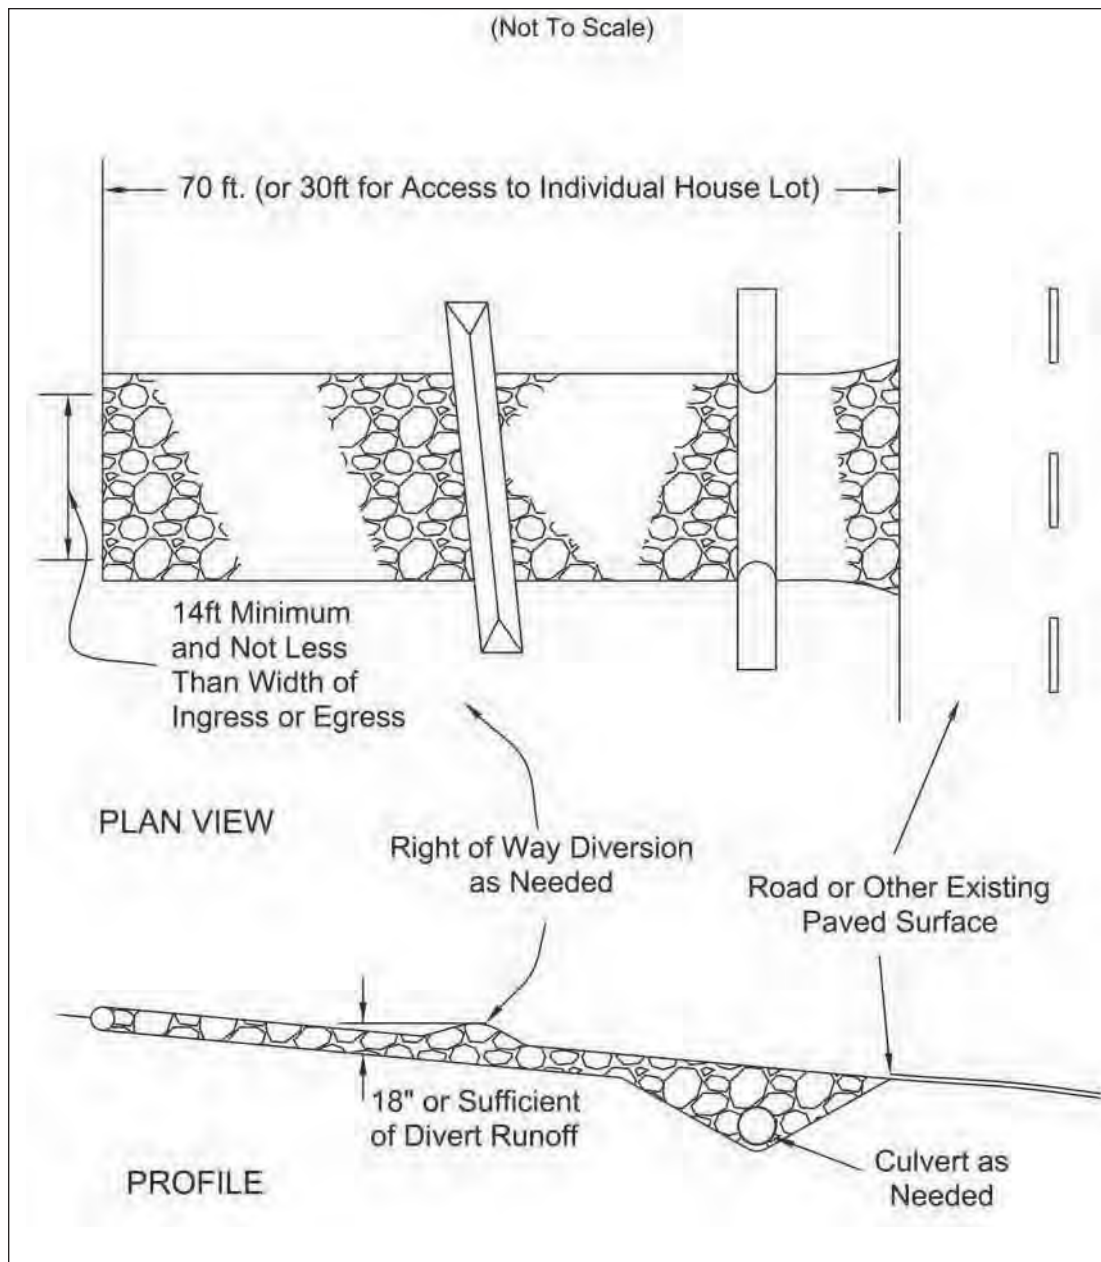 (Not To Scale)
70 ft. (or 30ft for Access to Individual House Lot)
14ft Minimum
and Not Less
Than Width of
Ingress or Egress
PLAN VIEW
Right of Way Diversion
as Needed
Road or Other Existing
Paved Surface
18" or Sufficient
of Divert Runoff
Culvert as
Needed
PROFILE